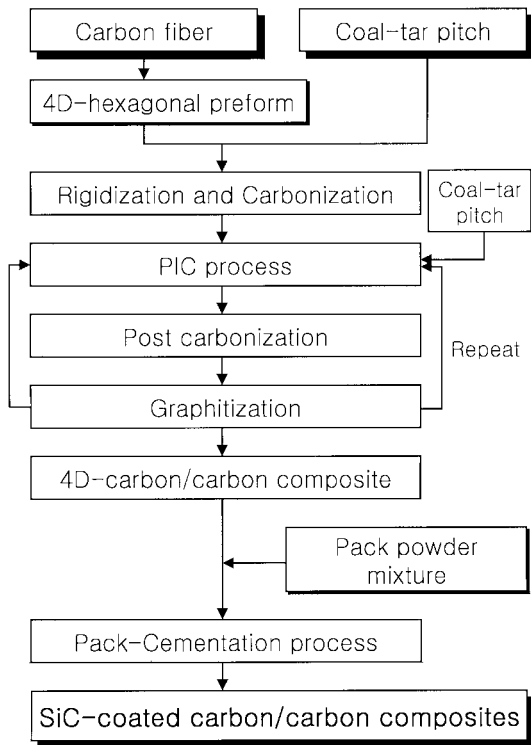 Carbon fiber
Coal-tar pitch
4D-hexagonal preform
Rigidization and Carbonization
Coal-tar
pitch
PIC process
Post carbonization
Repeat
Graphitization
4D-carbon/carbon composite
Pack powder
mixture
Pack-Cementation process
SiC-coated carbon/carbon composites